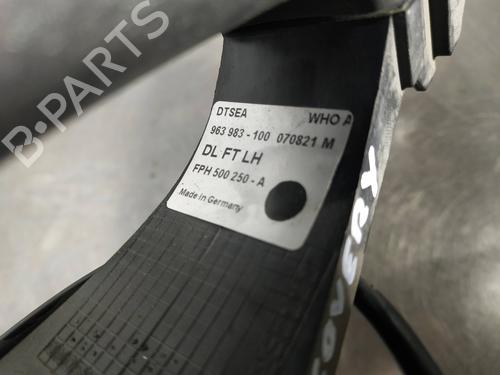 B-PARTS
DTSEA WHO A
963 983-100 070821 M
DL·FT LH
FPH 500 250-A
Made in Germany